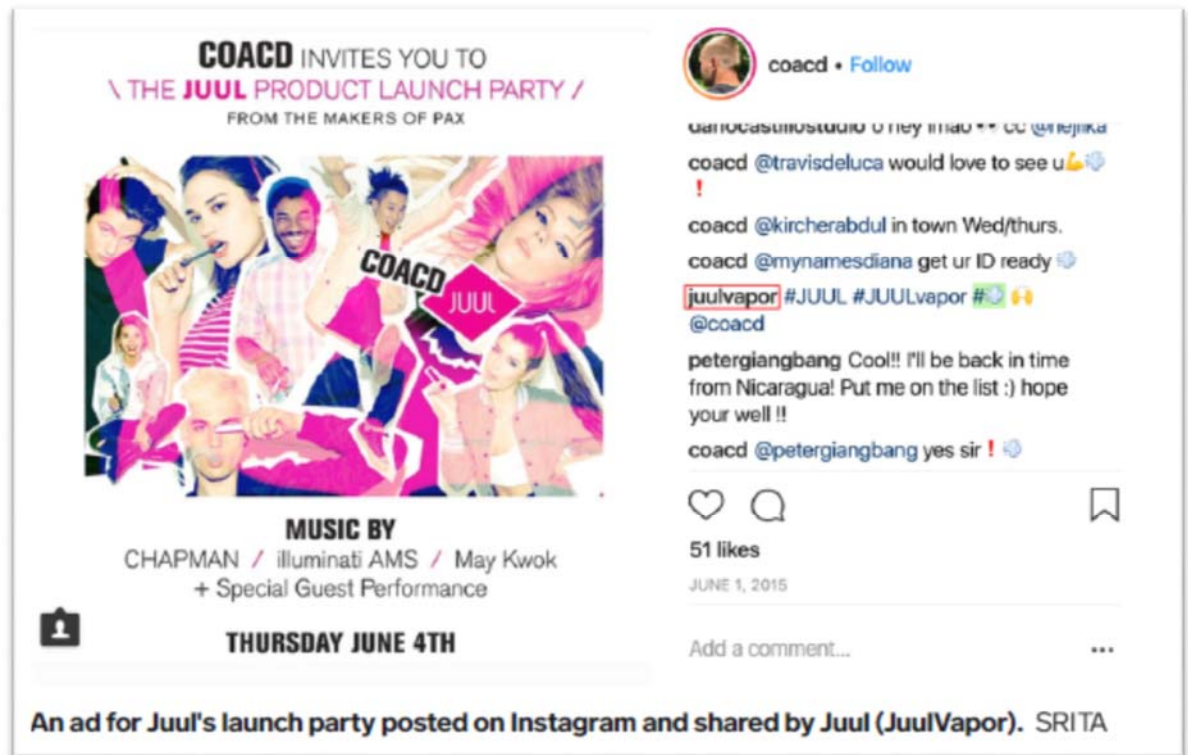 COACD INVITES YOU TO
\ THE JUUL PRODUCT LAUNCH PARTY /
FROM THE MAKERS OF PAX
COACD
JUUL
MUSIC BY
CHAPMAN / illuminati AMS / May Kwok
+ Special Guest Performance
THURSDAY JUNE 4TH
coacd • Follow
coacd @travisdeluca would love to see u💪💨
❗
coacd @kircherabdul in town Wed/thurs.
coacd @mynamesdiana get ur ID ready 💨
juulvapor #JUUL #JUULvapor #💨 🙌
@coacd
petergiangbang Cool!! I'll be back in time
from Nicaragua! Put me on the list :) hope
your well !!
coacd @petergiangbang yes sir❗💨
51 likes
JUNE 1, 2015
Add a comment...
An ad for Juul's launch party posted on Instagram and shared by Juul (JuulVapor). SRITA